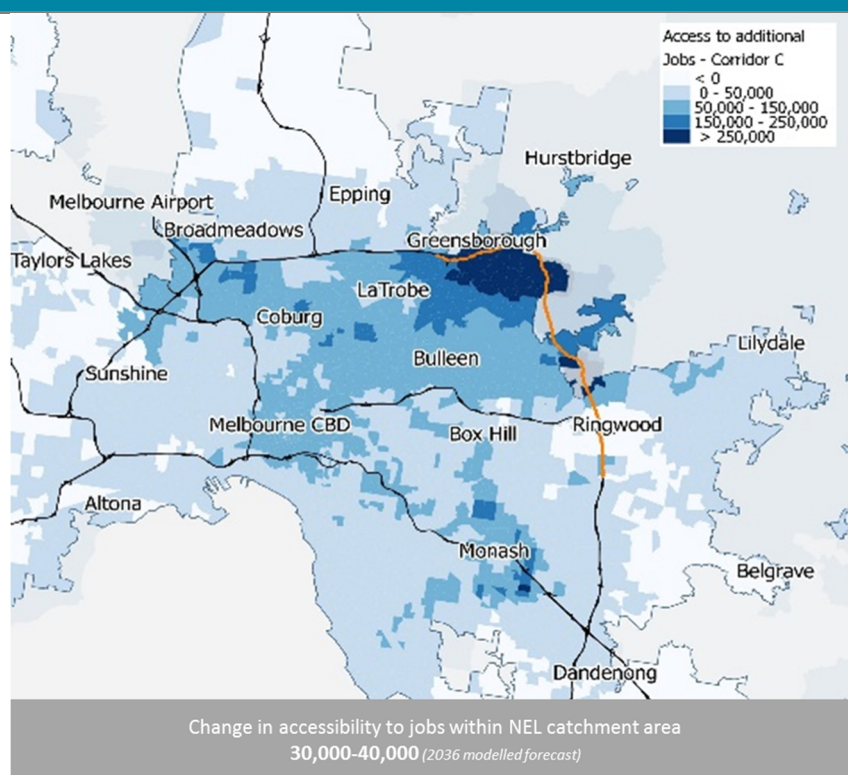 Access to additional
Jobs - Corridor C
< 0
0 - 50,000
50,000 - 150,000
150,000 - 250,000
> 250,000
Hurstbridge
Epping
Melbourne Airport
Broadmeadows
Greensborough
Taylors Lakes
LaTrobe
Coburg
Lilydale
Bulleen
Sunshine
Melbourne CBD
Box Hill
Ringwood
Altona
Monash
Belgrave
Dandenong
Change in accessibility to jobs within NEL catchment area
30,000-40,000 (2036 modelled forecast)